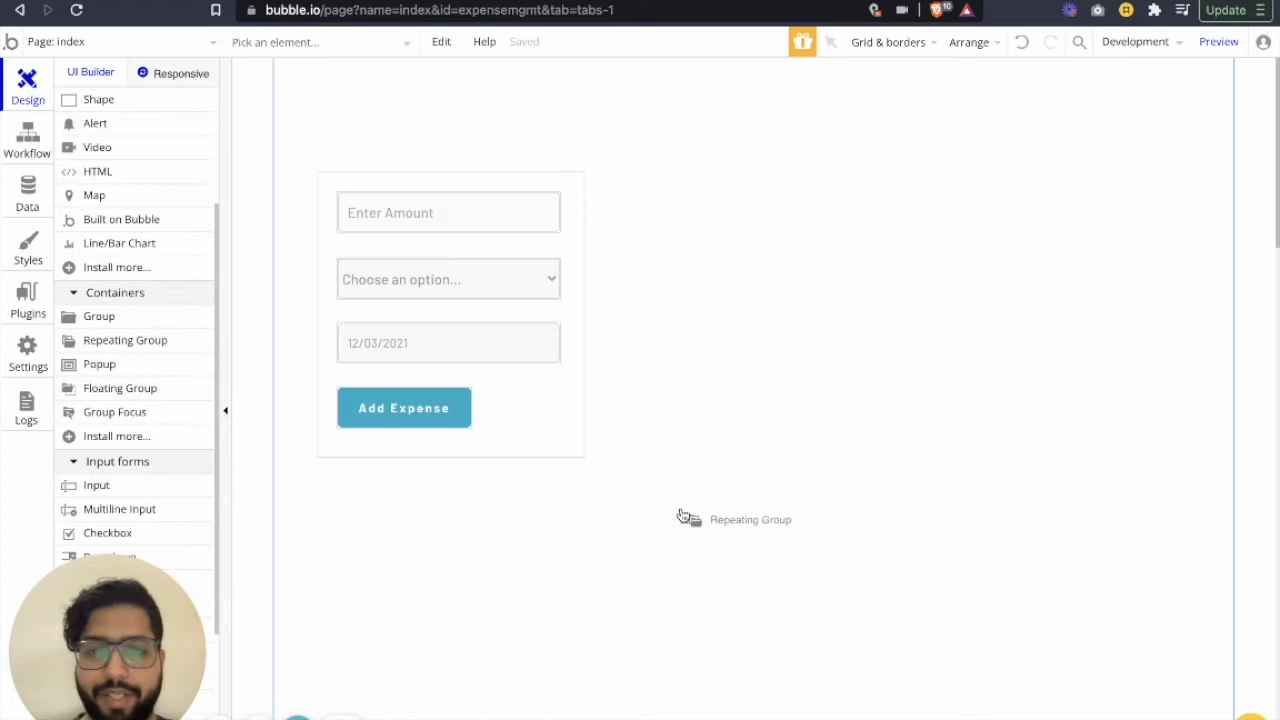 bubble.io/page?name=index&id=expensemgmt&tab=tabs-1
10
Update
b
Page: index
Pick an element...
Edit
Help
Saved
Grid & borders
Arrange
Development
Preview
UI Builder
Responsive
Design
Workflow
Data
Styles
Plugins
Settings
Logs
Shape
Alert
Video
HTML
Map
Built on Bubble
Line/Bar Chart
Install more...
Containers
Group
Repeating Group
Popup
Floating Group
Group Focus
Install more...
Input forms
Input
Multiline Input
Checkbox
Enter Amount
Choose an option...
12/03/2021
Add Expense
Repeating Group